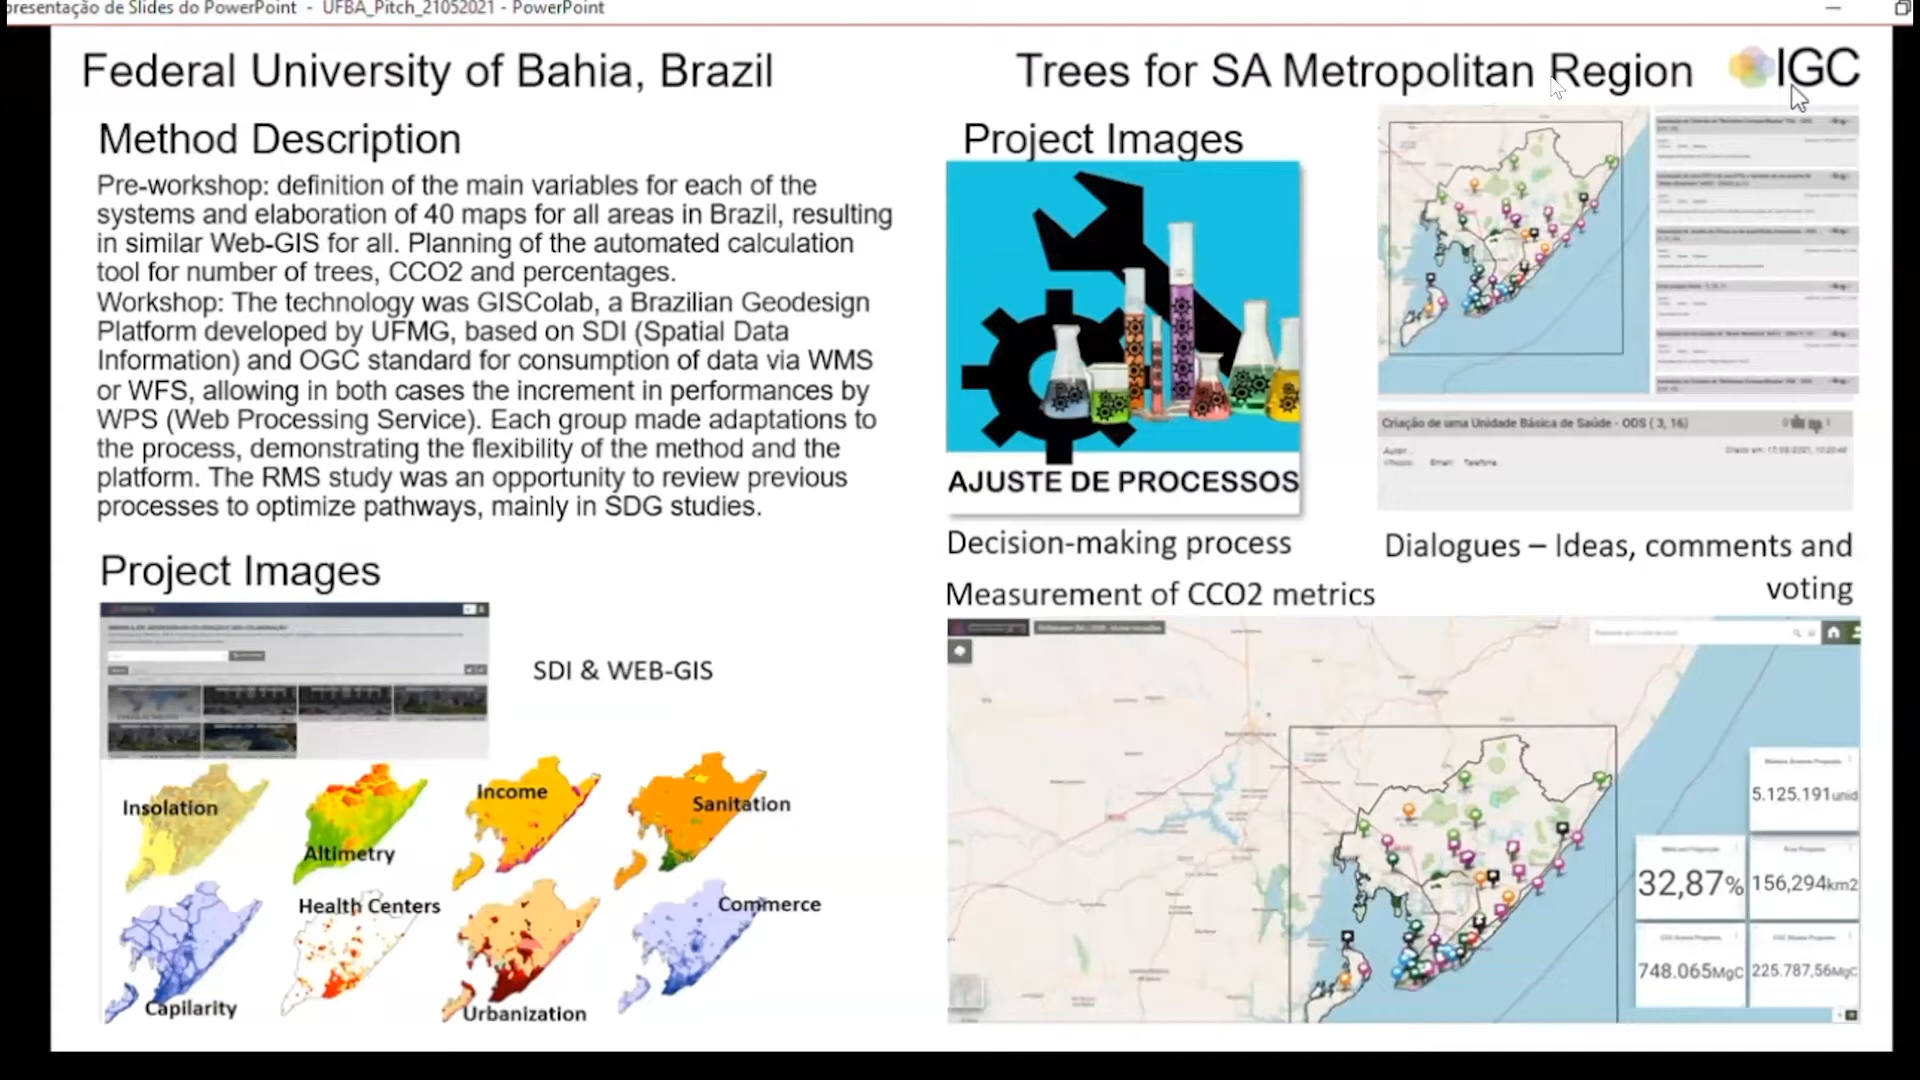 presentação de Slides do PowerPoint - UFBA_Pitch_21052021 - PowerPoint
Federal University of Bahia, Brazil
Trees for SA Metropolitan Region
IGC
Method Description
Pre-workshop: definition of the main variables for each of the
systems and elaboration of 40 maps for all areas in Brazil, resulting
in similar Web-GIS for all. Planning of the automated calculation
tool for number of trees, CCO2 and percentages.
Workshop: The technology was GISColab, a Brazilian Geodesign
Platform developed by UFMG, based on SDI (Spatial Data
Information) and OGC standard for consumption of data via WMS
or WFS, allowing in both cases the increment in performances by
WPS (Web Processing Service). Each group made adaptations to
the process, demonstrating the flexibility of the method and the
platform. The RMS study was an opportunity to review previous
processes to optimize pathways, mainly in SDG studies.
Project Images
SDI & WEB-GIS
Insolation
Altimetry
Income
Sanitation
Capilarity
Health Centers
Urbanization
Commerce
Project Images
AJUSTE DE PROCESSOS
Decision-making process
Criação de uma Unidade Básica de Saúde - ODS ( 3, 16)
Dialogues – Ideas, comments and
voting
Measurement of CCO2 metrics
5.125.191unid
32,87%
156,294km2
748.065MgC
225.787,56MgC